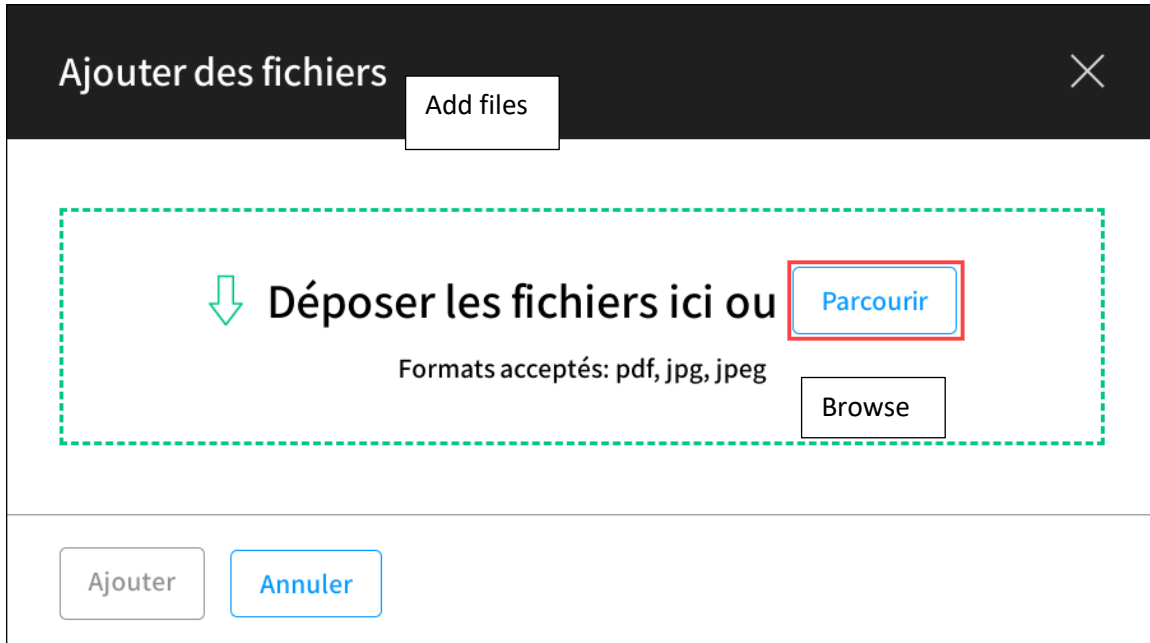 Ajouter des fichiers
Add files
Déposer les fichiers ici ou Parcourir
Formats acceptés: pdf, jpg, jpeg
Browse
Ajouter Annuler